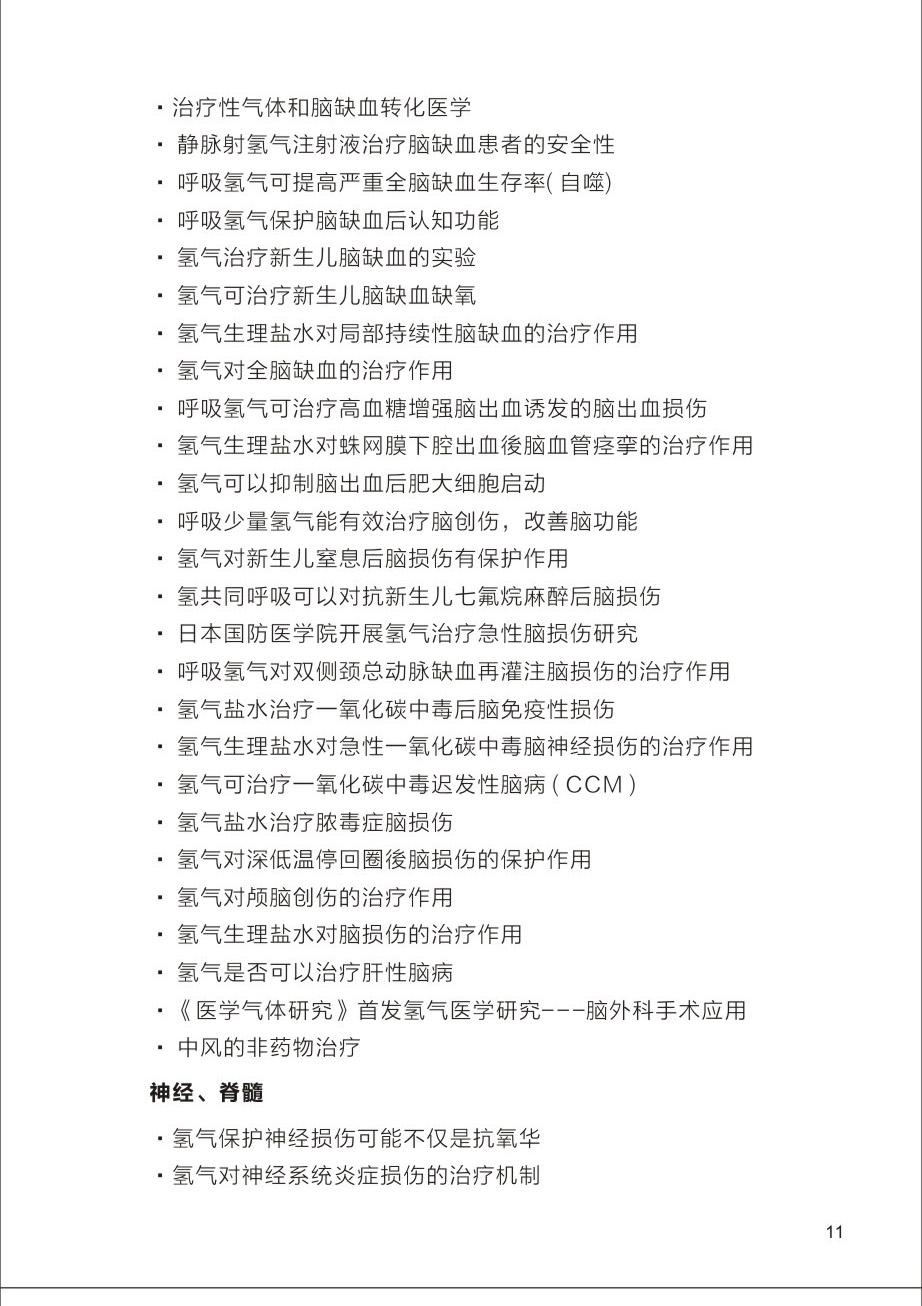 ▪治疗性气体和脑缺血转化医学
▪ 静脉射氢气注射液治疗脑缺血患者的安全性
▪ 呼吸氢气可提高严重全脑缺血生存率( 自噬)
▪ 呼吸氢气保护脑缺血后认知功能
▪ 氢气治疗新生儿脑缺血的实验
▪ 氢气可治疗新生儿脑缺血缺氧
▪ 氢气生理盐水对局部持续性脑缺血的治疗作用
▪ 氢气对全脑缺血的治疗作用
▪ 呼吸氢气可治疗高血糖增强脑出血诱发的脑出血损伤
▪ 氢气生理盐水对蛛网膜下腔出血後脑血管痉挛的治疗作用
▪ 氢气可以抑制脑出血后肥大细胞启动
▪ 呼吸少量氢气能有效治疗脑创伤，改善脑功能
▪ 氢气对新生儿窒息后脑损伤有保护作用
▪ 氢共同呼吸可以对抗新生儿七氟烷麻醉后脑损伤
▪ 日本国防医学院开展氢气治疗急性脑损伤研究
▪ 呼吸氢气对双侧颈总动脉缺血再灌注脑损伤的治疗作用
▪ 氢气盐水治疗一氧化碳中毒后脑免疫性损伤
▪ 氢气生理盐水对急性一氧化碳中毒脑神经损伤的治疗作用
▪ 氢气可治疗一氧化碳中毒迟发性脑病 ( CCM )
▪ 氢气盐水治疗脓毒症脑损伤
▪ 氢气对深低温停回圈後脑损伤的保护作用
▪ 氢气对颅脑创伤的治疗作用
▪ 氢气生理盐水对脑损伤的治疗作用
▪ 氢气是否可以治疗肝性脑病
▪ 《医学气体研究》首发氢气医学研究---脑外科手术应用
▪ 中风的非药物治疗
神经、脊髓
▪氢气保护神经损伤可能不仅是抗氧华
▪氢气对神经系统炎症损伤的治疗机制
11